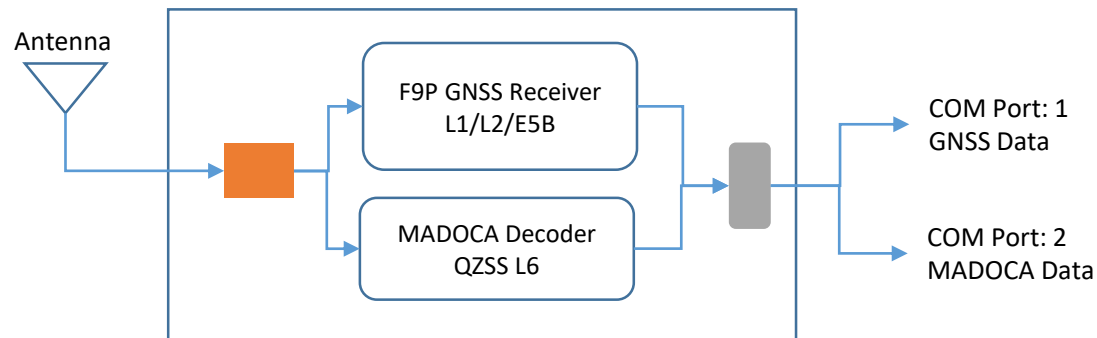 Antenna
F9P GNSS Receiver
L1/L2/E5B
MADOCA Decoder
QZSS L6
COM Port: 1
GNSS Data
COM Port: 2
MADOCA Data